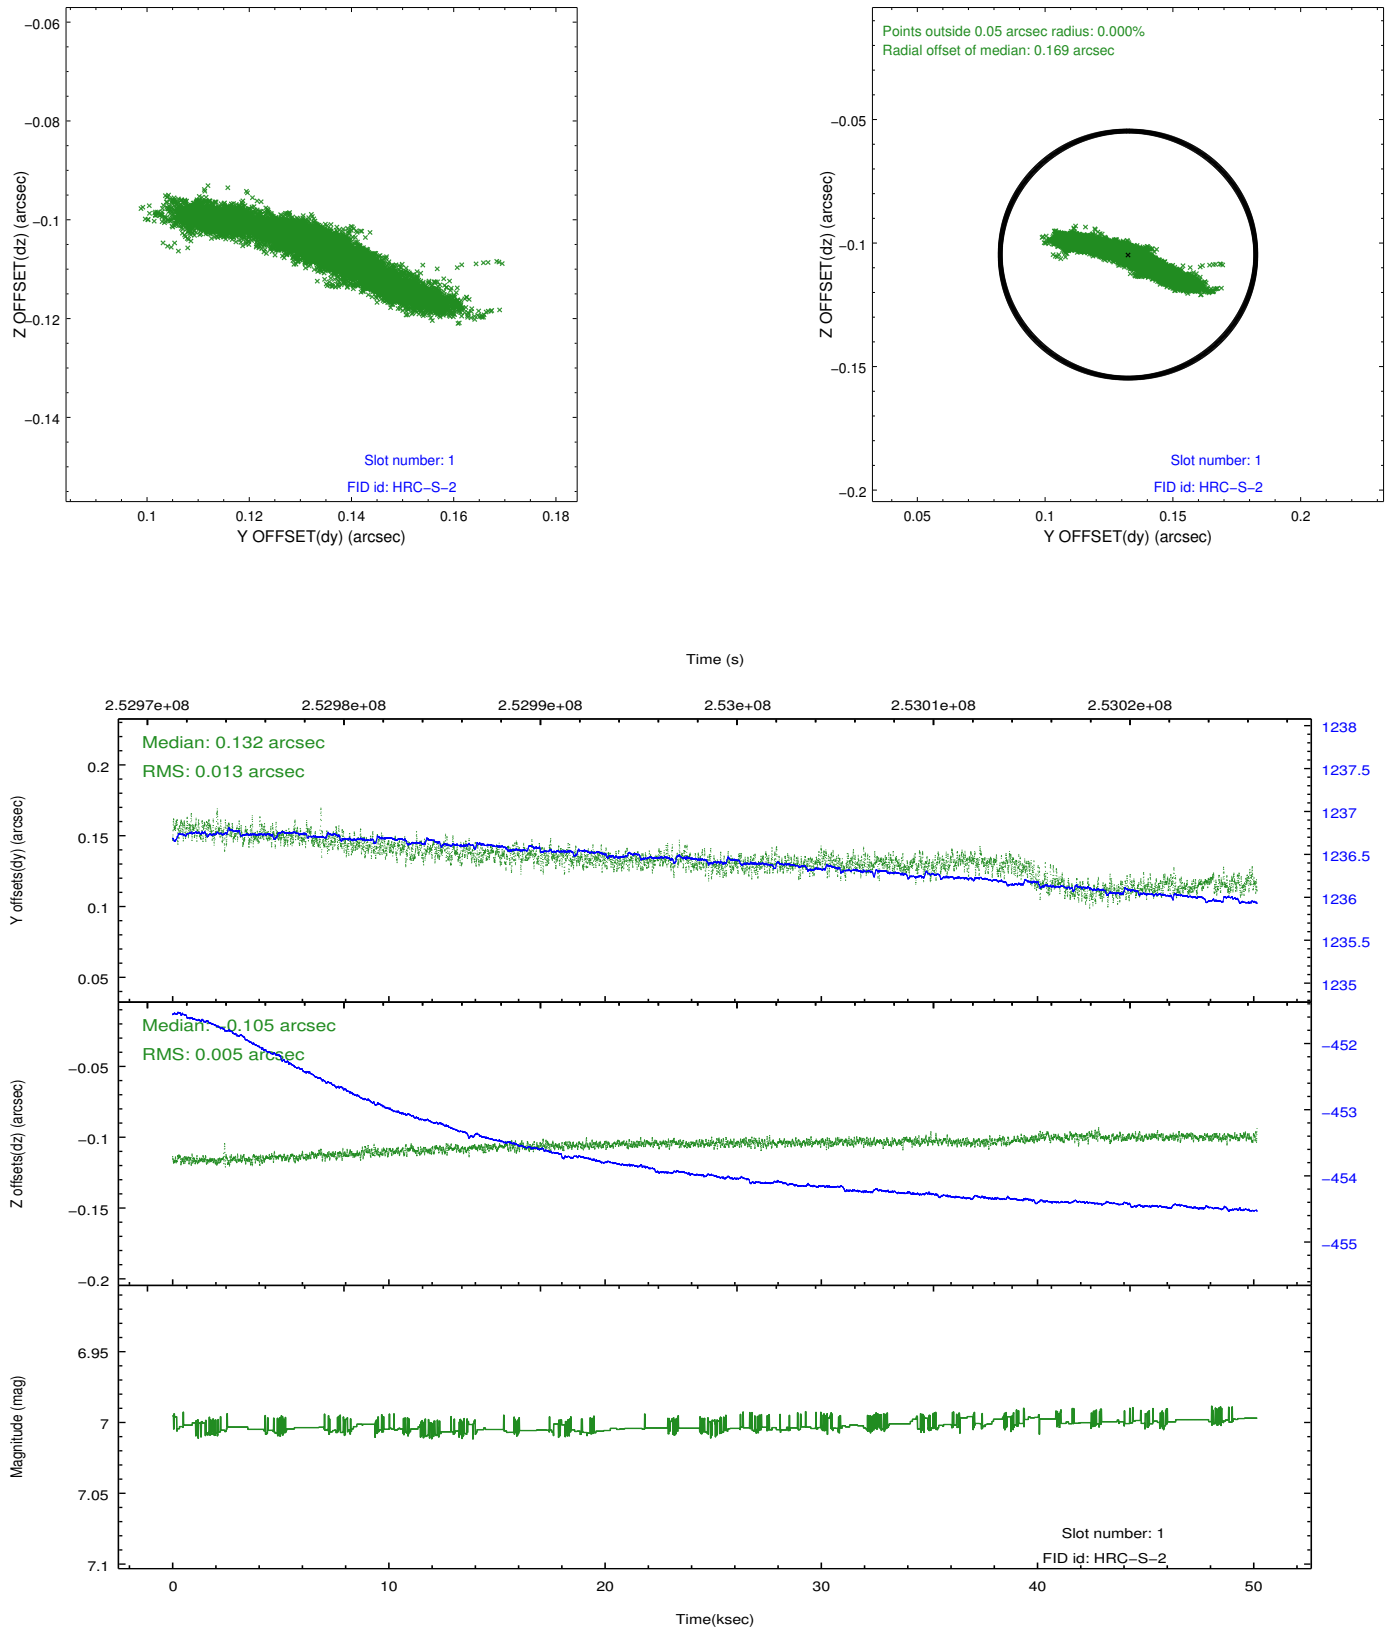 −0.06
−0.08
−0.1
−0.12
−0.14
Z OFFSET(dz) (arcsec)
Slot number: 1
FID id: HRC−S−2
0.1 0.12 0.14 0.16 0.18
Y OFFSET(dy) (arcsec)
Points outside 0.05 arcsec radius: 0.000%
Radial offset of median: 0.169 arcsec
−0.05
−0.1
−0.15
−0.2
Z OFFSET(dz) (arcsec)
Slot number: 1
FID id: HRC−S−2
0.05 0.1 0.15 0.2
Y OFFSET(dy) (arcsec)
Time (s)
2.5297e+08 2.5298e+08 2.5299e+08 2.53e+08 2.5301e+08 2.5302e+08
Median: 0.132 arcsec
RMS: 0.013 arcsec
0.2
0.15
0.1
0.05
Y offsets(dy) (arcsec)
1238
1237.5
1237
1236.5
1236
1235.5
1235
Median: −0.105 arcsec
RMS: 0.005 arcsec
−0.05
−0.1
−0.15
−0.2
Z offsets(dz) (arcsec)
−452
−453
−454
−455
6.95
7
7.05
7.1
Magnitude (mag)
Slot number: 1
FID id: HRC−S−2
0 10 20 30 40 50
Time(ksec)